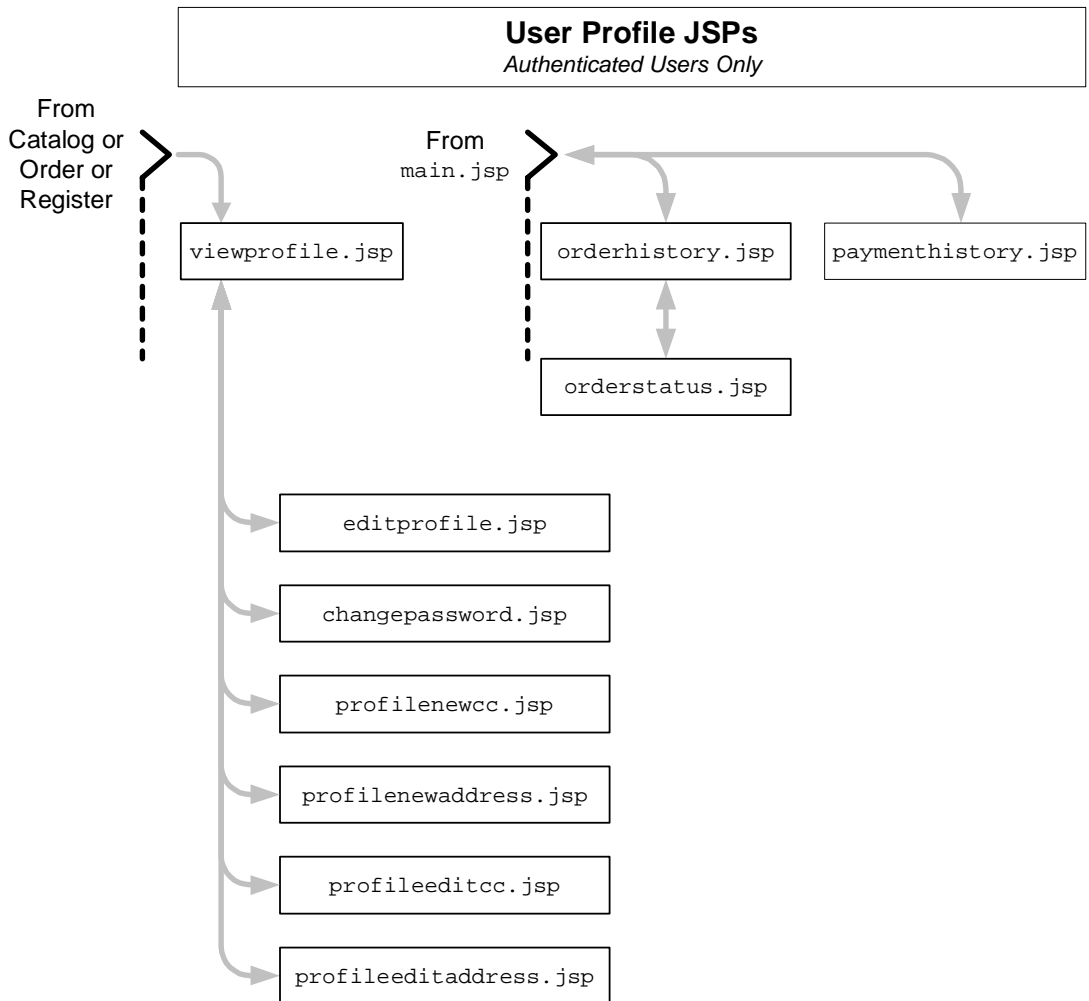 User Profile JSPs
Authenticated Users Only
From
Catalog or
Order or
Register
From
main.jsp
viewprofile.jsp
orderhistory.jsp
paymenthistory.jsp
orderstatus.jsp
editprofile.jsp
changepassword.jsp
profilenewcc.jsp
profilenewaddress.jsp
profileeditcc.jsp
profileeditaddress.jsp